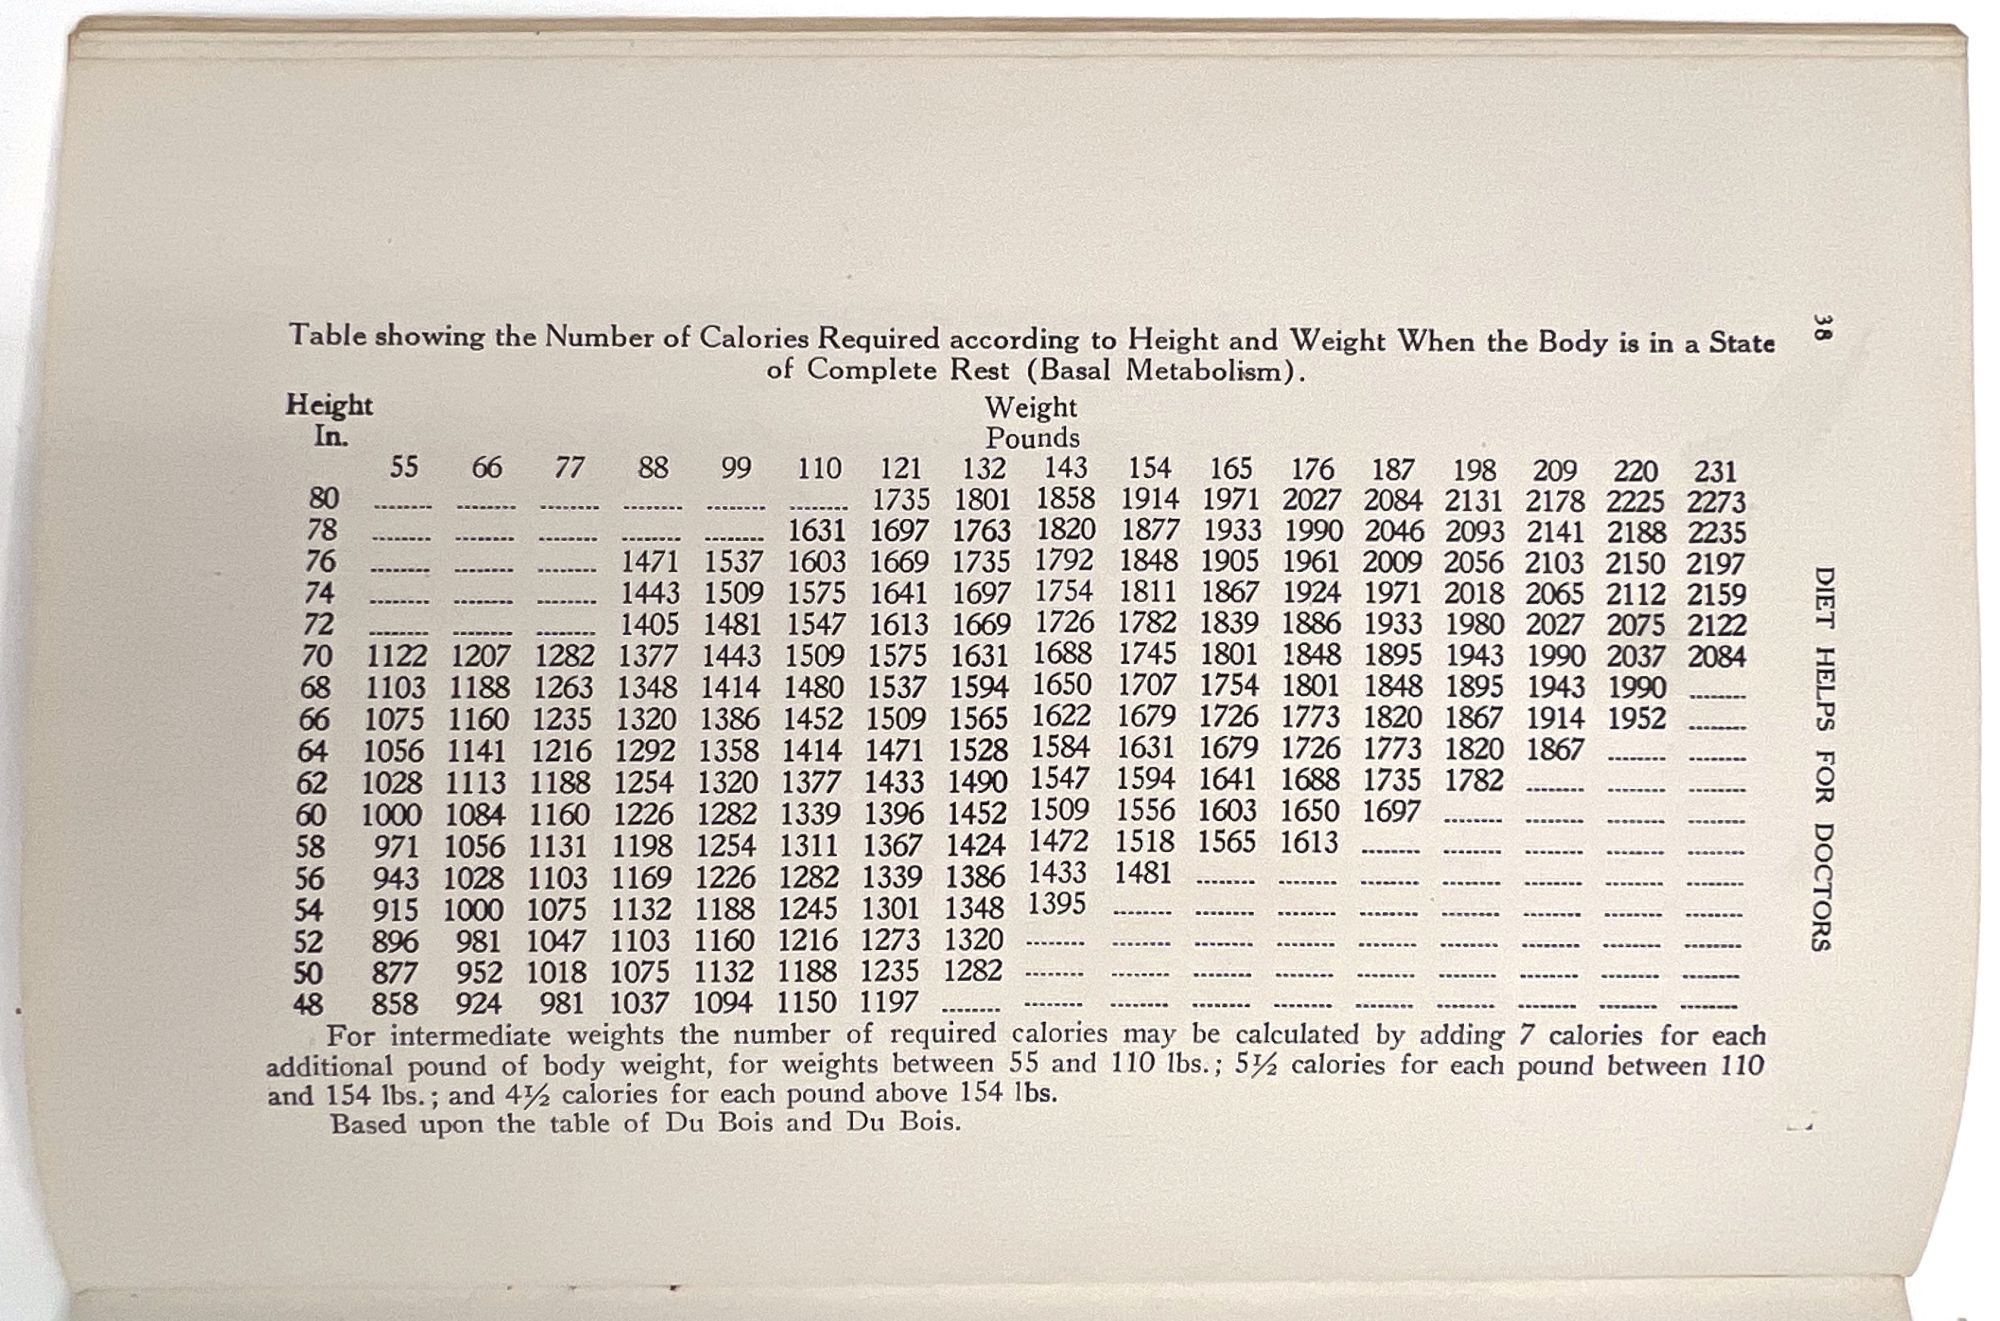 38
DIET HELPS FOR DOCTORS
Table showing the Number of Calories Required according to Height and Weight When the Body is in a State
of Complete Rest (Basal Metabolism).
Height Weight
In. Pounds
55 66 77 88 99 110 121 132 143 154 165 176 187 198 209 220 231
80 ........ ........ ........ ........ ........ ........ 1735 1801 1858 1914 1971 2027 2084 2131 2178 2225 2273
78 ........ ........ ........ ........ ........ 1631 1697 1763 1820 1877 1933 1990 2046 2093 2141 2188 2235
76 ........ ........ ........ 1471 1537 1603 1669 1735 1792 1848 1905 1961 2009 2056 2103 2150 2197
74 ........ ........ ........ 1443 1509 1575 1641 1697 1754 1811 1867 1924 1971 2018 2065 2112 2159
72 ........ ........ ........ 1405 1481 1547 1613 1669 1726 1782 1839 1886 1933 1980 2027 2075 2122
70 1122 1207 1282 1377 1443 1509 1575 1631 1688 1745 1801 1848 1895 1943 1990 2037 2084
68 1103 1188 1263 1348 1414 1480 1537 1594 1650 1707 1754 1801 1848 1895 1943 1990 ........
66 1075 1160 1235 1320 1386 1452 1509 1565 1622 1679 1726 1773 1820 1867 1914 1952 ........
64 1056 1141 1216 1292 1358 1414 1471 1528 1584 1631 1679 1726 1773 1820 1867 ........ ........
62 1028 1113 1188 1254 1320 1377 1433 1490 1547 1594 1641 1688 1735 1782 ........ ........ ........
60 1000 1084 1160 1226 1282 1339 1396 1452 1509 1556 1603 1650 1697 ........ ........ ........ ........
58 971 1056 1131 1198 1254 1311 1367 1424 1472 1518 1565 1613 ........ ........ ........ ........ ........
56 943 1028 1103 1169 1226 1282 1339 1386 1433 1481 ........ ........ ........ ........ ........ ........ ........
54 915 1000 1075 1132 1188 1245 1301 1348 1395 ........ ........ ........ ........ ........ ........ ........ ........
52 896 981 1047 1103 1160 1216 1273 1320 ........ ........ ........ ........ ........ ........ ........ ........ ........
50 877 952 1018 1075 1132 1188 1235 1282 ........ ........ ........ ........ ........ ........ ........ ........ ........
48 858 924 981 1037 1094 1150 1197 ........ ........ ........ ........ ........ ........ ........ ........ ........ ........
For intermediate weights the number of required calories may be calculated by adding 7 calories for each
additional pound of body weight, for weights between 55 and 110 lbs.; 5½ calories for each pound between 110
and 154 lbs.; and 4½ calories for each pound above 154 lbs.
Based upon the table of Du Bois and Du Bois.